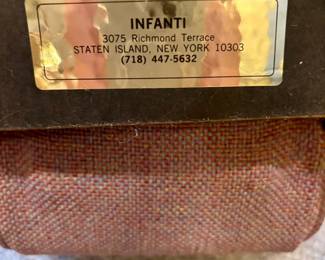 INFANTI
3075 Richmond Terrace
STATEN ISLAND, NEW YORK 10303
(718) 447-5632